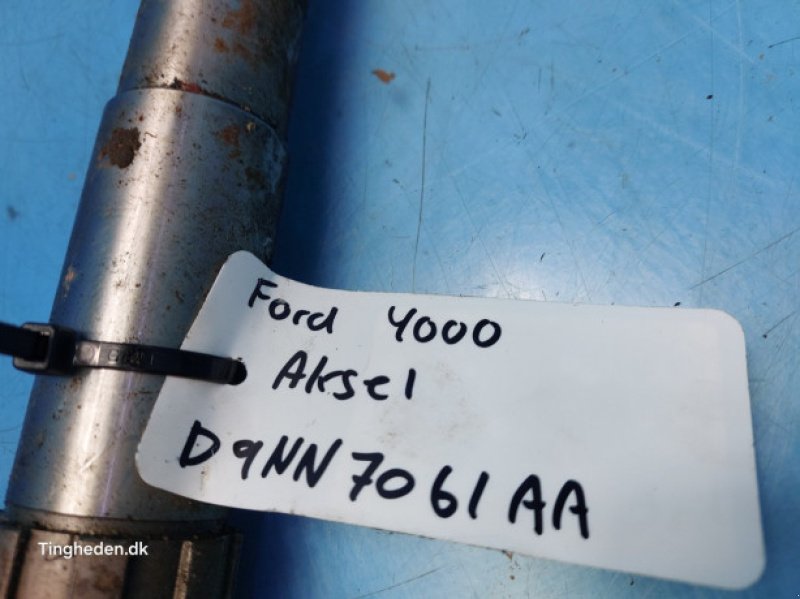 Ford 4000
Aksel
D9NN7061AA
Tingheden.dk